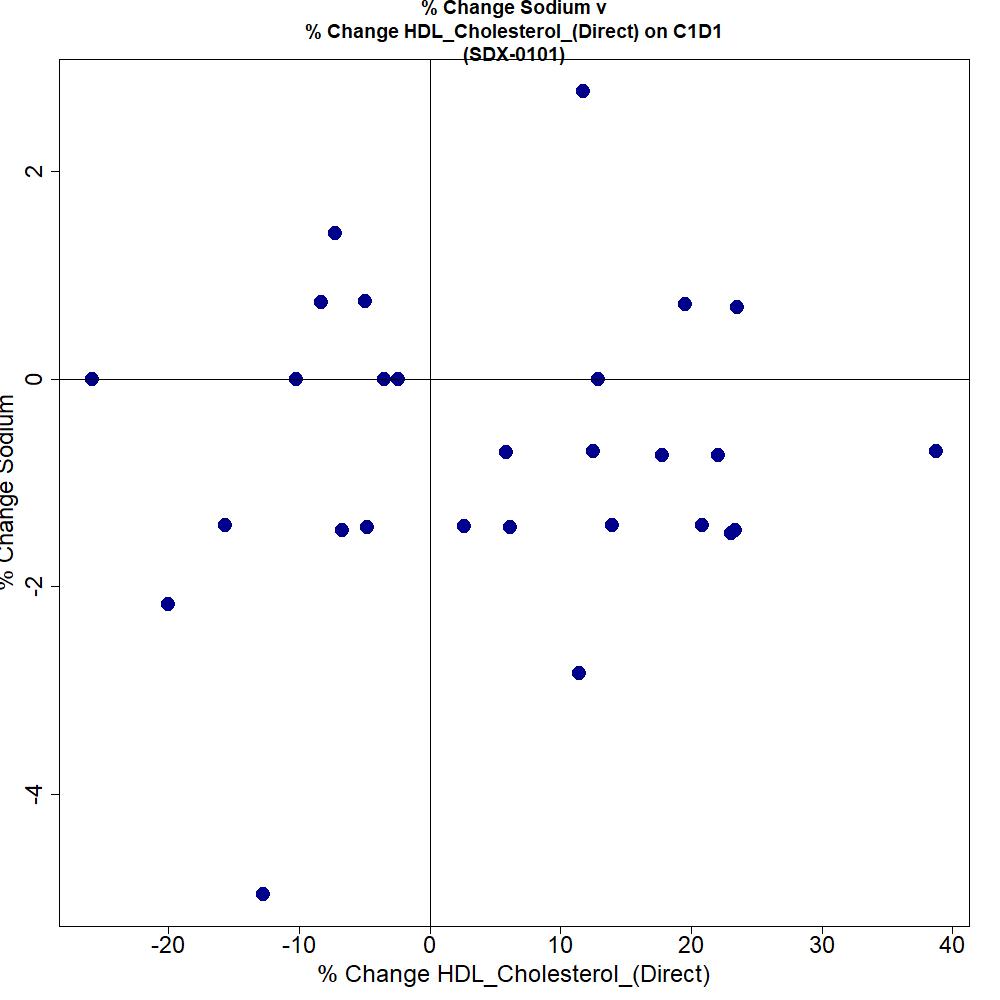 % Change Sodium v
% Change HDL_Cholesterol_(Direct) on C1D1
(SDX-0101)
2
0
-2
-4
% Change Sodium
-20
-10
0
10
20
30
40
% Change HDL_Cholesterol_(Direct)